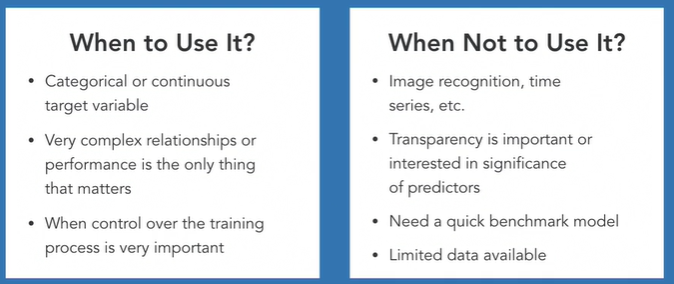 When to Use It?
• Categorical or continuous
target variable
• Very complex relationships or
performance is the only thing
that matters
• When control over the training
process is very important
When Not to Use It?
• Image recognition, time
series, etc.
• Transparency is important or
interested in significance
of predictors
• Need a quick benchmark model
• Limited data available